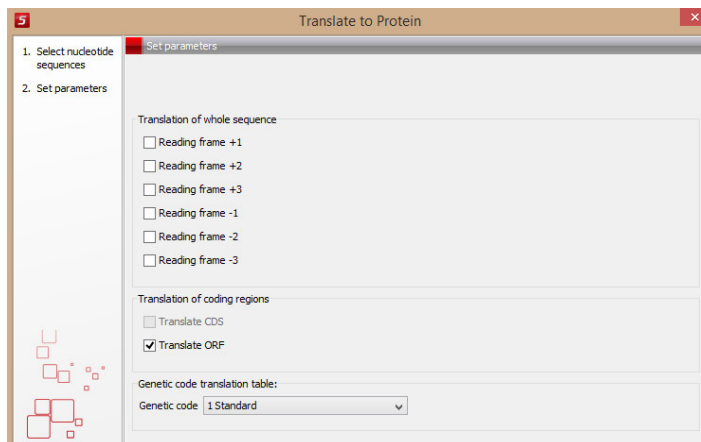 S
Translate to Protein
1. Select nucleotide
sequences
2. Set parameters
Set parameters
Translation of whole sequence
Reading frame +1
Reading frame +2
Reading frame +3
Reading frame -1
Reading frame -2
Reading frame -3
Translation of coding regions
Translate CDS
Translate ORF
Genetic code translation table:
Genetic code 1 Standard